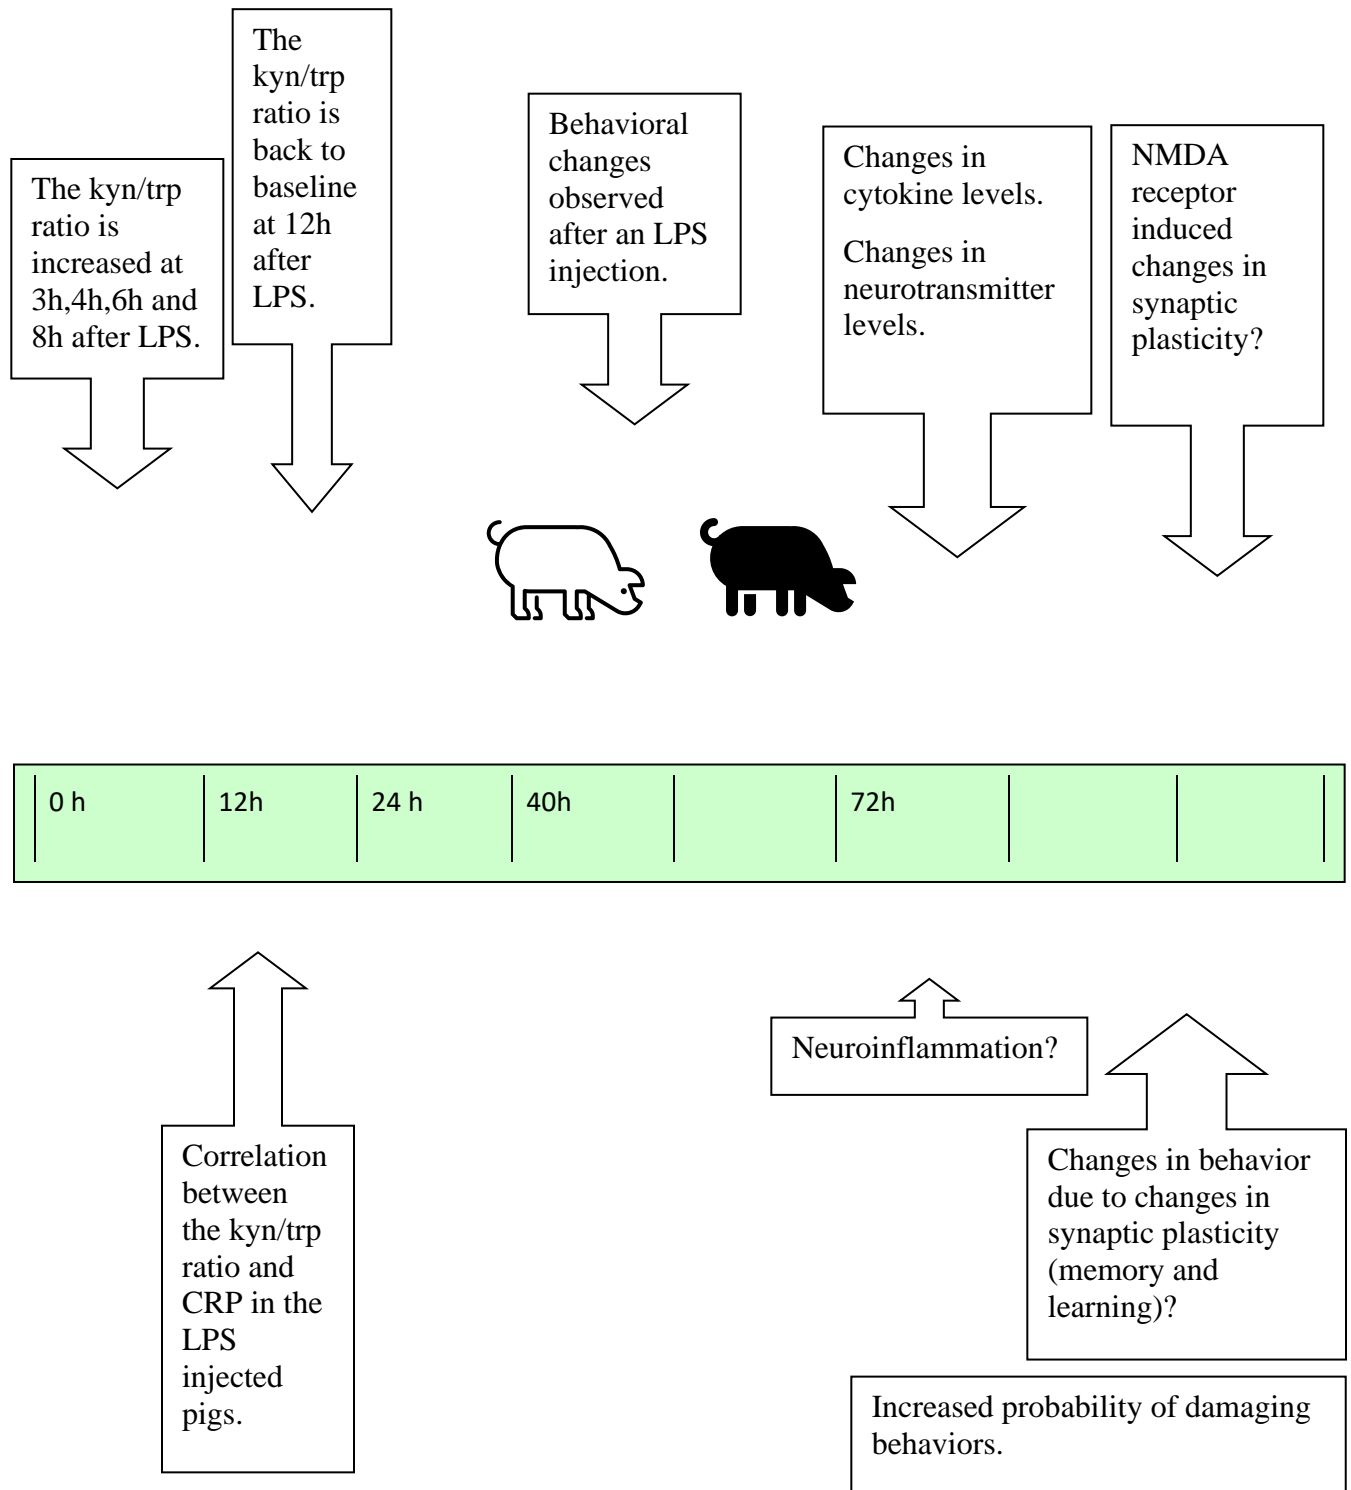 The kyn/trp
ratio is
increased at
3h,4h,6h and
8h after LPS.
The
kyn/trp
ratio is
back to
baseline
at 12h
after
LPS.
Behavioral
changes
observed
after an LPS
injection.
Changes in
cytokine levels.
Changes in
neurotransmitter
levels.
NMDA
receptor
induced
changes in
synaptic
plasticity?
0 h
12h
24 h
40h
72h
Correlation
between
the kyn/trp
ratio and
CRP in the
LPS
injected
pigs.
Neuroinflammation?
Changes in behavior
due to changes in
synaptic plasticity
(memory and
learning)?
Increased probability of damaging
behaviors.